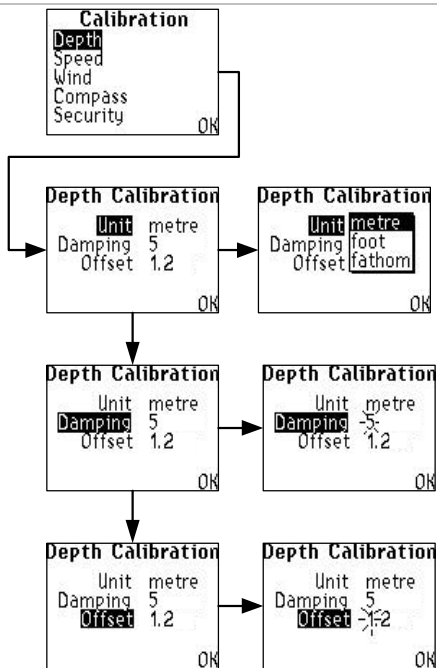 Calibration
Depth
Speed
Wind
Compass
Security
OK
Depth Calibration
Unit metre
Damping 5
Offset 1.2
OK
Depth Calibration
Unit metre
Damping foot
Offset fathom
OK
Depth Calibration
Unit metre
Damping 5
Offset 1.2
OK
Depth Calibration
Unit metre
Damping 5
Offset 1.2
OK
Depth Calibration
Unit metre
Damping 5
Offset 1.2
OK
Depth Calibration
Unit metre
Damping 5
Offset 1.2
OK